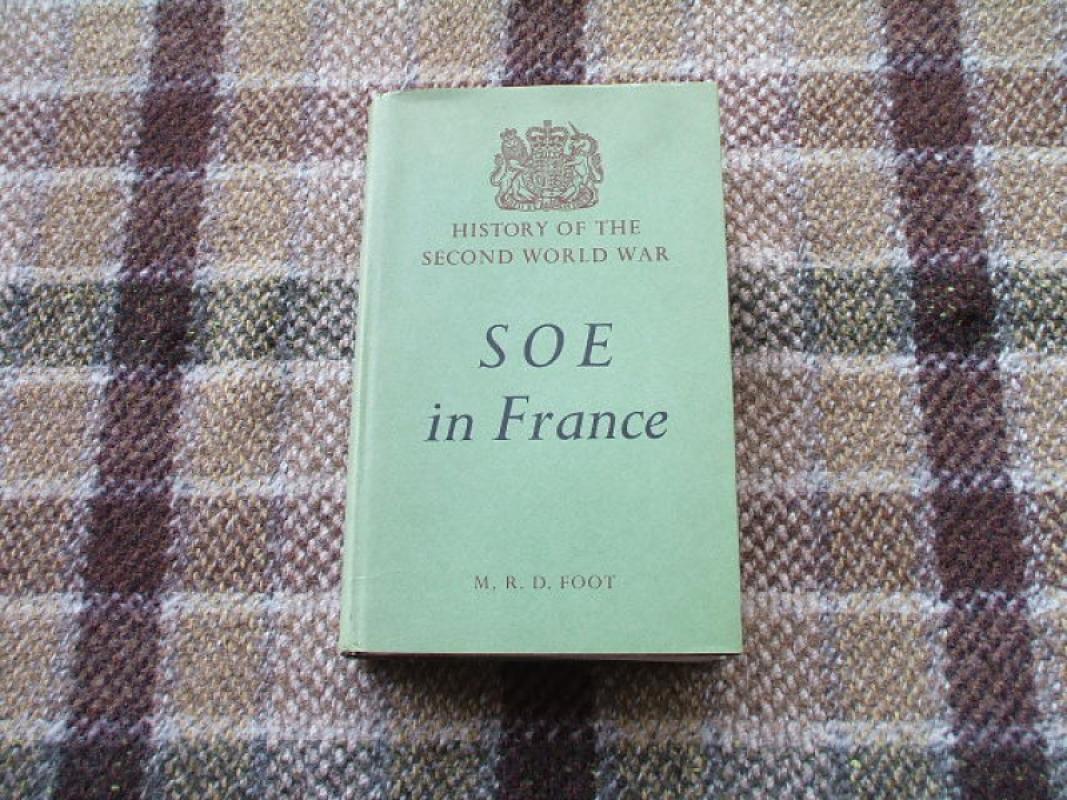 HISTORY OF THE
SECOND WORLD WAR
SOE
in France
M. R. D. FOOT